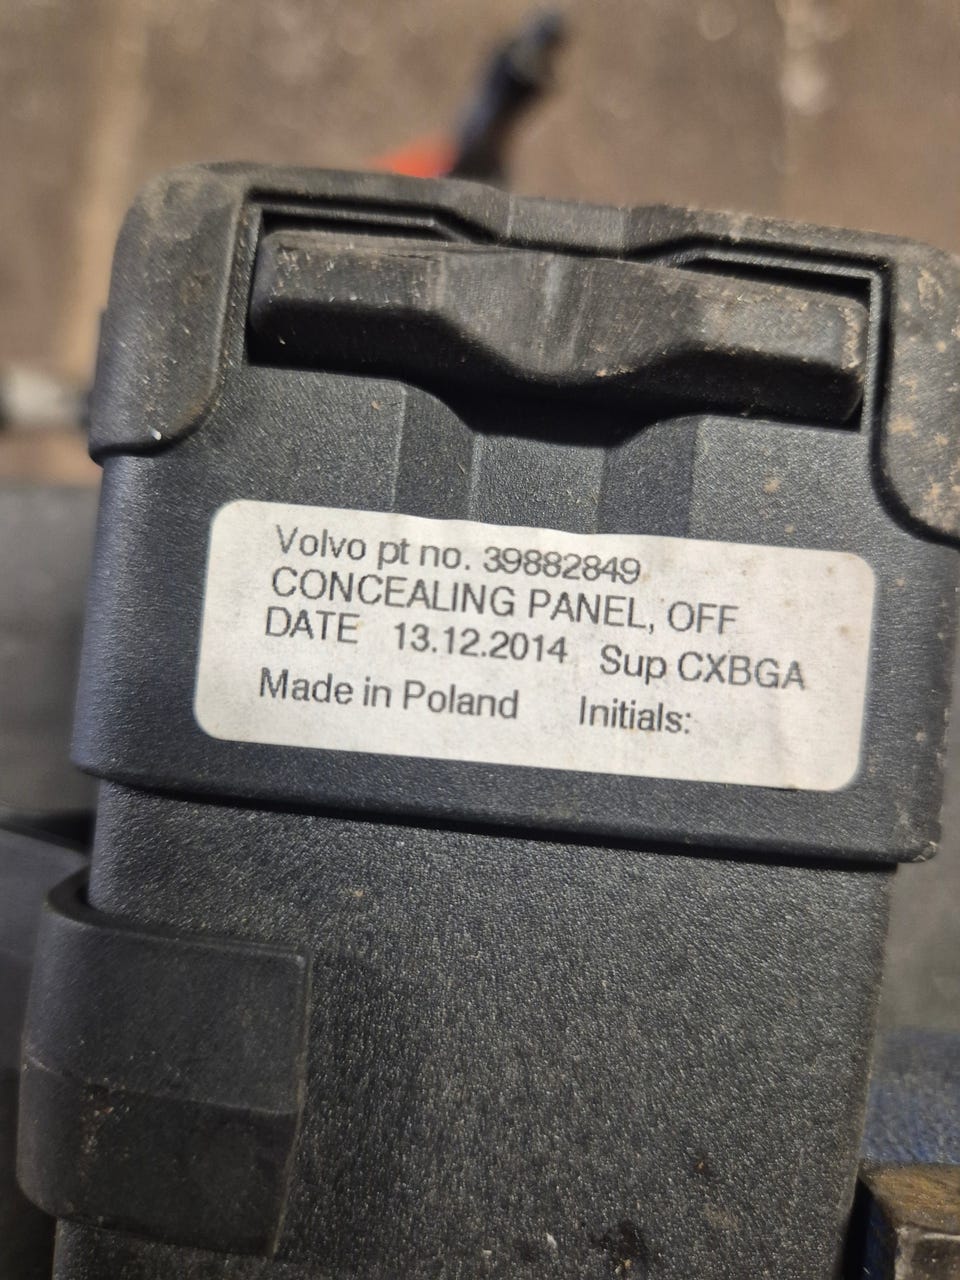 Volvo pt no. 39882849
CONCEALING PANEL, OFF
DATE 13.12.2014 Sup CXBGA
Made in Poland Initials: